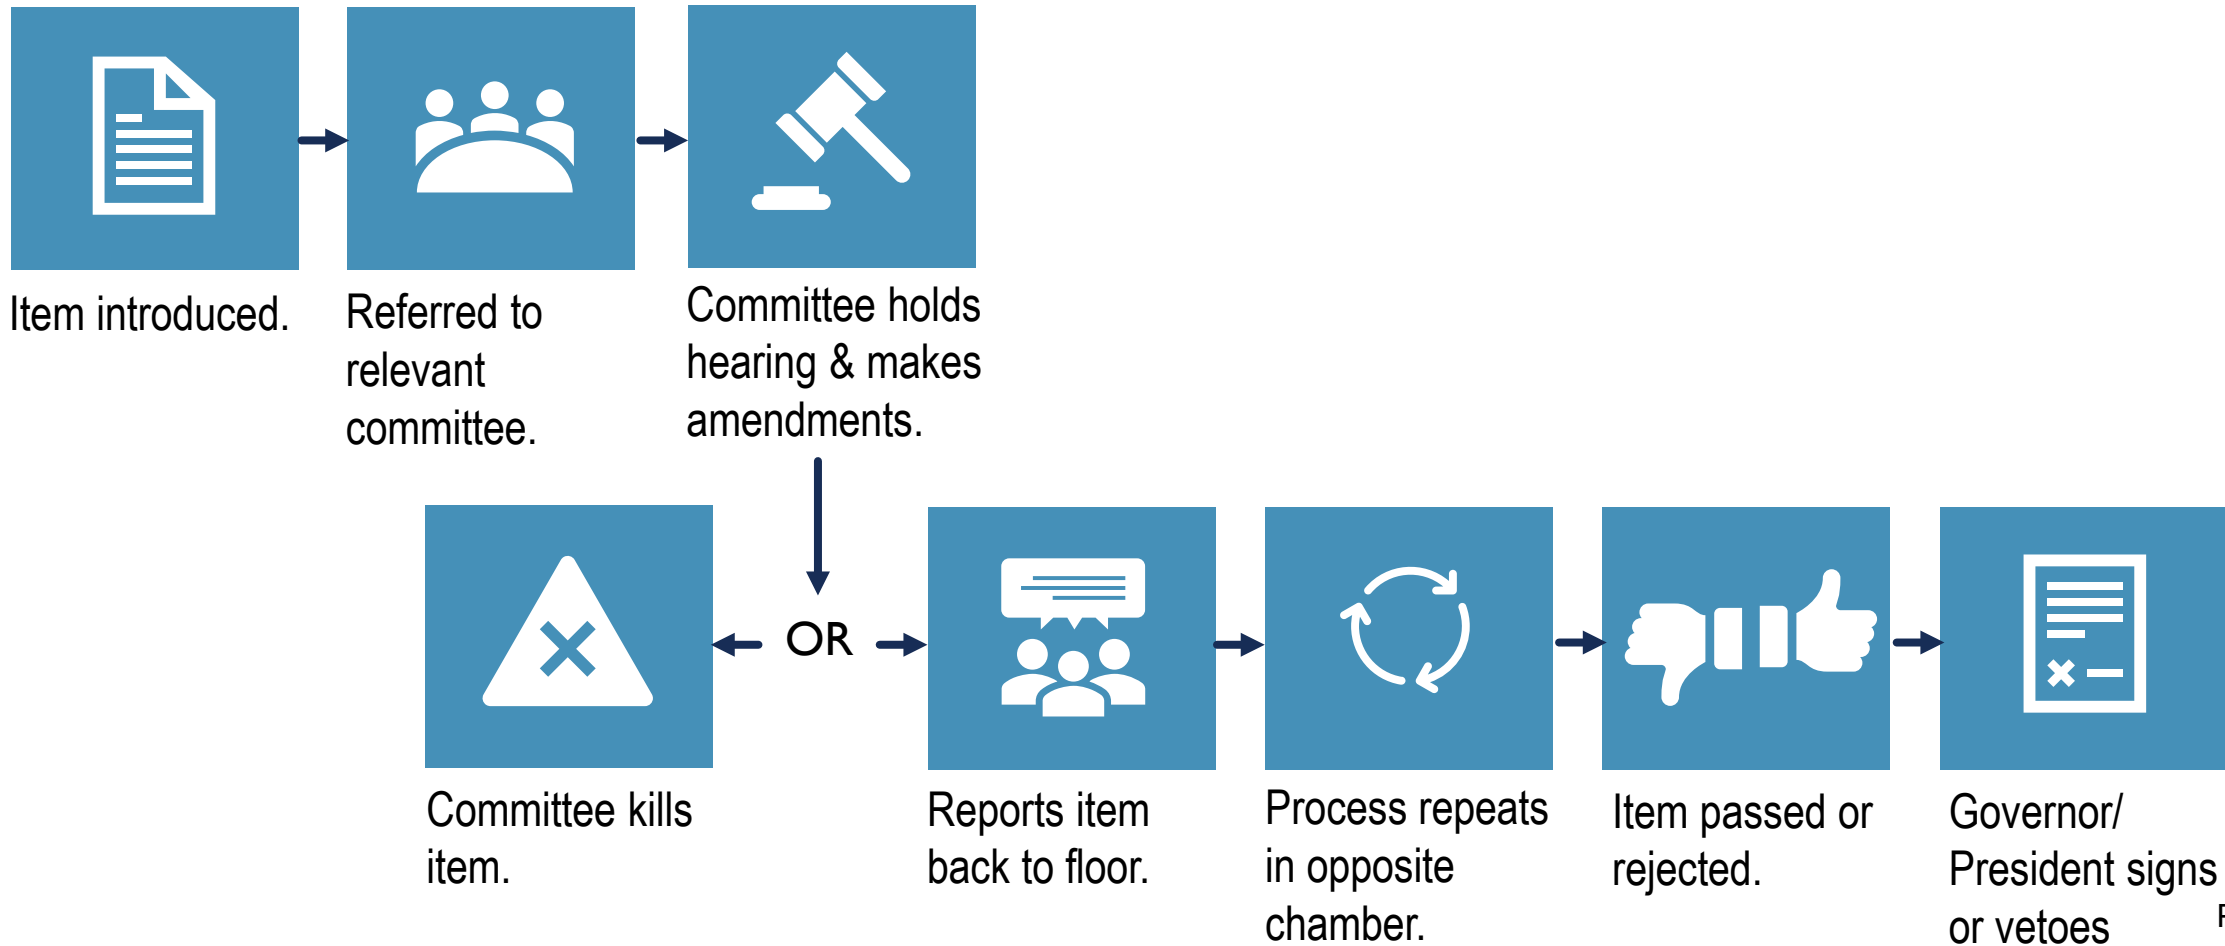 Item introduced.
Referred to
relevant
committee.
Committee holds
hearing & makes
amendments.
OR
Committee kills
item.
Reports item
back to floor.
Process repeats
in opposite
chamber.
Item passed or
rejected.
Governor/
President signs
or vetoes